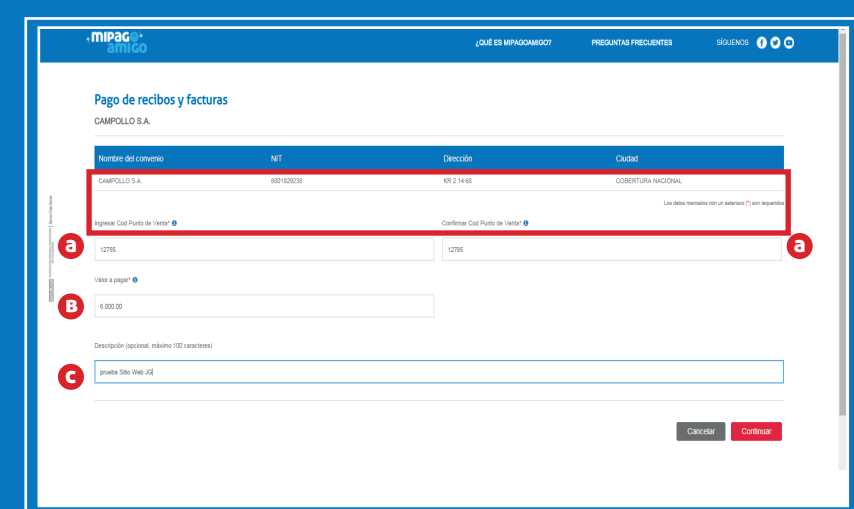 mipago amigo
¿QUÉ ES MIPAGOAMIGO? PREGUNTAS FRECUENTES SÍGUENOS
Pago de recibos y facturas
CAMPOLLO S.A.
Nombre del convenio NIT Dirección Ciudad
CAMPOLLO S.A. 8001929238 KR 2 14 68 COBERTURA NACIONAL
Los datos marcados con un asterisco (*) son requeridos
Ingresar Cod Punto de Venta* Confirmar Cod Punto de Venta*
a 12785 12785 a
Valor a pagar*
B 6.000,00
Descripción (opcional, máximo 100 caracteres)
C prueba Sitio Web JG
Cancelar Continuar